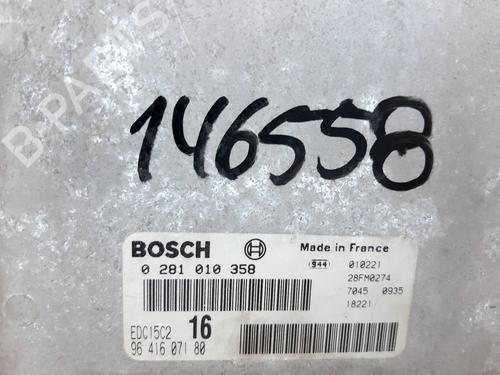 B-PARTS
146558
BOSCH
Made in France
0 281 010 358
944 010221
28FM0274
7045 0935
18221
EDC15C2 16
96 416 071 80